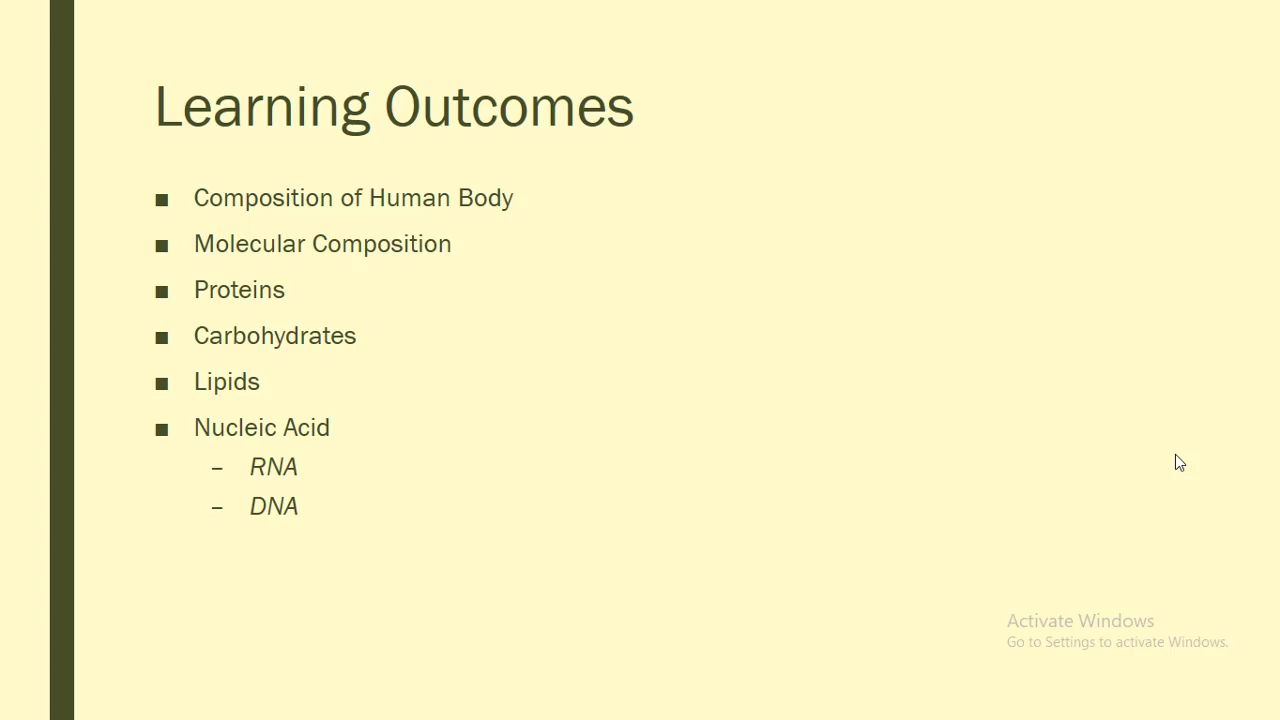 Learning Outcomes
■ Composition of Human Body
■ Molecular Composition
■ Proteins
■ Carbohydrates
■ Lipids
■ Nucleic Acid
– RNA
– DNA
Activate Windows
Go to Settings to activate Windows.